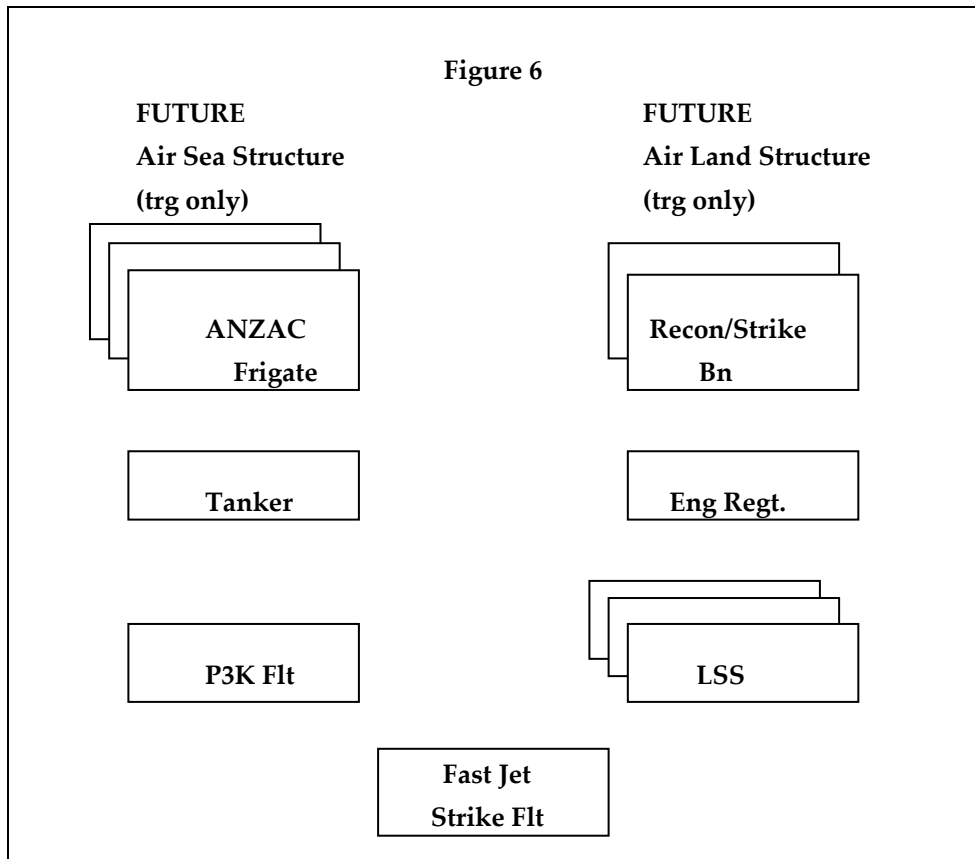 Figure 6
FUTURE
Air Sea Structure
(trg only)
ANZAC
Frigate
Tanker
P3K Flt
FUTURE
Air Land Structure
(trg only)
Recon/Strike
Bn
Eng Regt.
LSS
Fast Jet
Strike Flt